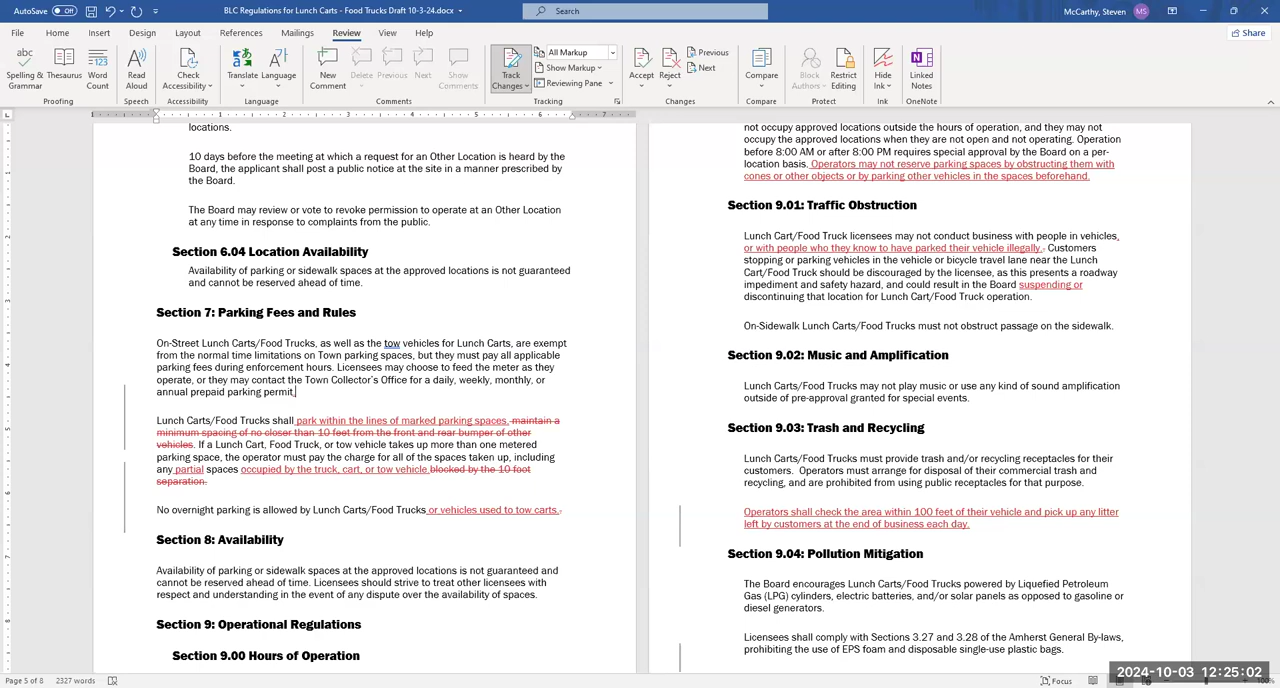 AutoSave Off BLC Regulations for Lunch Carts - Food Trucks Draft 10-3-24.docx Search McCarthy, Steven MS
File Home Insert Design Layout References Mailings Review View Help Share
Spelling & Grammar Thesaurus Word Count Read Aloud Check Accessibility Translate Language New Comment Delete Previous Next Show Comments Track Changes All Markup Show Markup Reviewing Pane Accept Reject Previous Next Compare Block Authors Restrict Editing Hide Ink Linked Notes
Proofing Speech Accessibility Language Comments Tracking Changes Compare Protect Ink OneNote
locations.
10 days before the meeting at which a request for an Other Location is heard by the
Board, the applicant shall post a public notice at the site in a manner prescribed by
the Board.
The Board may review or vote to revoke permission to operate at an Other Location
at any time in response to complaints from the public.
Section 6.04 Location Availability
Availability of parking or sidewalk spaces at the approved locations is not guaranteed
and cannot be reserved ahead of time.
Section 7: Parking Fees and Rules
On-Street Lunch Carts/Food Trucks, as well as the tow vehicles for Lunch Carts, are exempt
from the normal time limitations on Town parking spaces, but they must pay all applicable
parking fees during enforcement hours. Licensees may choose to feed the meter as they
operate, or they may contact the Town Collector's Office for a daily, weekly, monthly, or
annual prepaid parking permit.
Lunch Carts/Food Trucks shall park within the lines of marked parking spaces. maintain a
minimum spacing of no closer than 10 feet from the front and rear bumper of other
vehicles. If a Lunch Cart, Food Truck, or tow vehicle takes up more than one metered
parking space, the operator must pay the charge for all of the spaces taken up, including
any partial spaces occupied by the truck, cart, or tow vehicle.blocked by the 10 foot
separation.
No overnight parking is allowed by Lunch Carts/Food Trucks or vehicles used to tow carts..
Section 8: Availability
Availability of parking or sidewalk spaces at the approved locations is not guaranteed and
cannot be reserved ahead of time. Licensees should strive to treat other licensees with
respect and understanding in the event of any dispute over the availability of spaces.
Section 9: Operational Regulations
Section 9.00 Hours of Operation
not occupy approved locations outside the hours of operation, and they may not
occupy the approved locations when they are not open and not operating. Operation
before 8:00 AM or after 8:00 PM requires special approval by the Board on a per-
location basis. Operators may not reserve parking spaces by obstructing them with
cones or other objects or by parking other vehicles in the spaces beforehand.
Section 9.01: Traffic Obstruction
Lunch Cart/Food Truck licensees may not conduct business with people in vehicles,
or with people who they know to have parked their vehicle illegally.. Customers
stopping or parking vehicles in the vehicle or bicycle travel lane near the Lunch
Cart/Food Truck should be discouraged by the licensee, as this presents a roadway
impediment and safety hazard, and could result in the Board suspending or
discontinuing that location for Lunch Cart/Food Truck operation.
On-Sidewalk Lunch Carts/Food Trucks must not obstruct passage on the sidewalk.
Section 9.02: Music and Amplification
Lunch Carts/Food Trucks may not play music or use any kind of sound amplification
outside of pre-approval granted for special events.
Section 9.03: Trash and Recycling
Lunch Carts/Food Trucks must provide trash and/or recycling receptacles for their
customers. Operators must arrange for disposal of their commercial trash and
recycling, and are prohibited from using public receptacles for that purpose.
Operators shall check the area within 100 feet of their vehicle and pick up any litter
left by customers at the end of business each day.
Section 9.04: Pollution Mitigation
The Board encourages Lunch Carts/Food Trucks powered by Liquefied Petroleum
Gas (LPG) cylinders, electric batteries, and/or solar panels as opposed to gasoline or
diesel generators.
Licensees shall comply with Sections 3.27 and 3.28 of the Amherst General By-laws,
prohibiting the use of EPS foam and disposable single-use plastic bags.
Page 5 of 8 2327 words Focus
2024-10-03 12:25:02